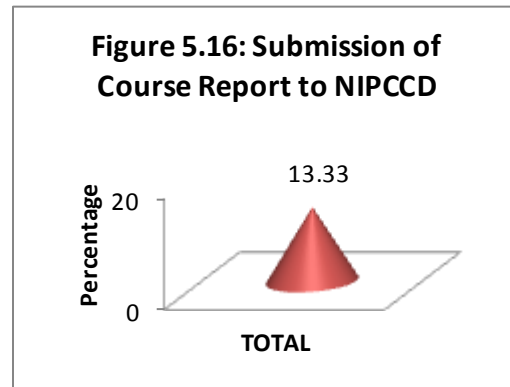 Figure 5.16: Submission of
Course Report to NIPCCD
13.33
20
Percentage
0
TOTAL